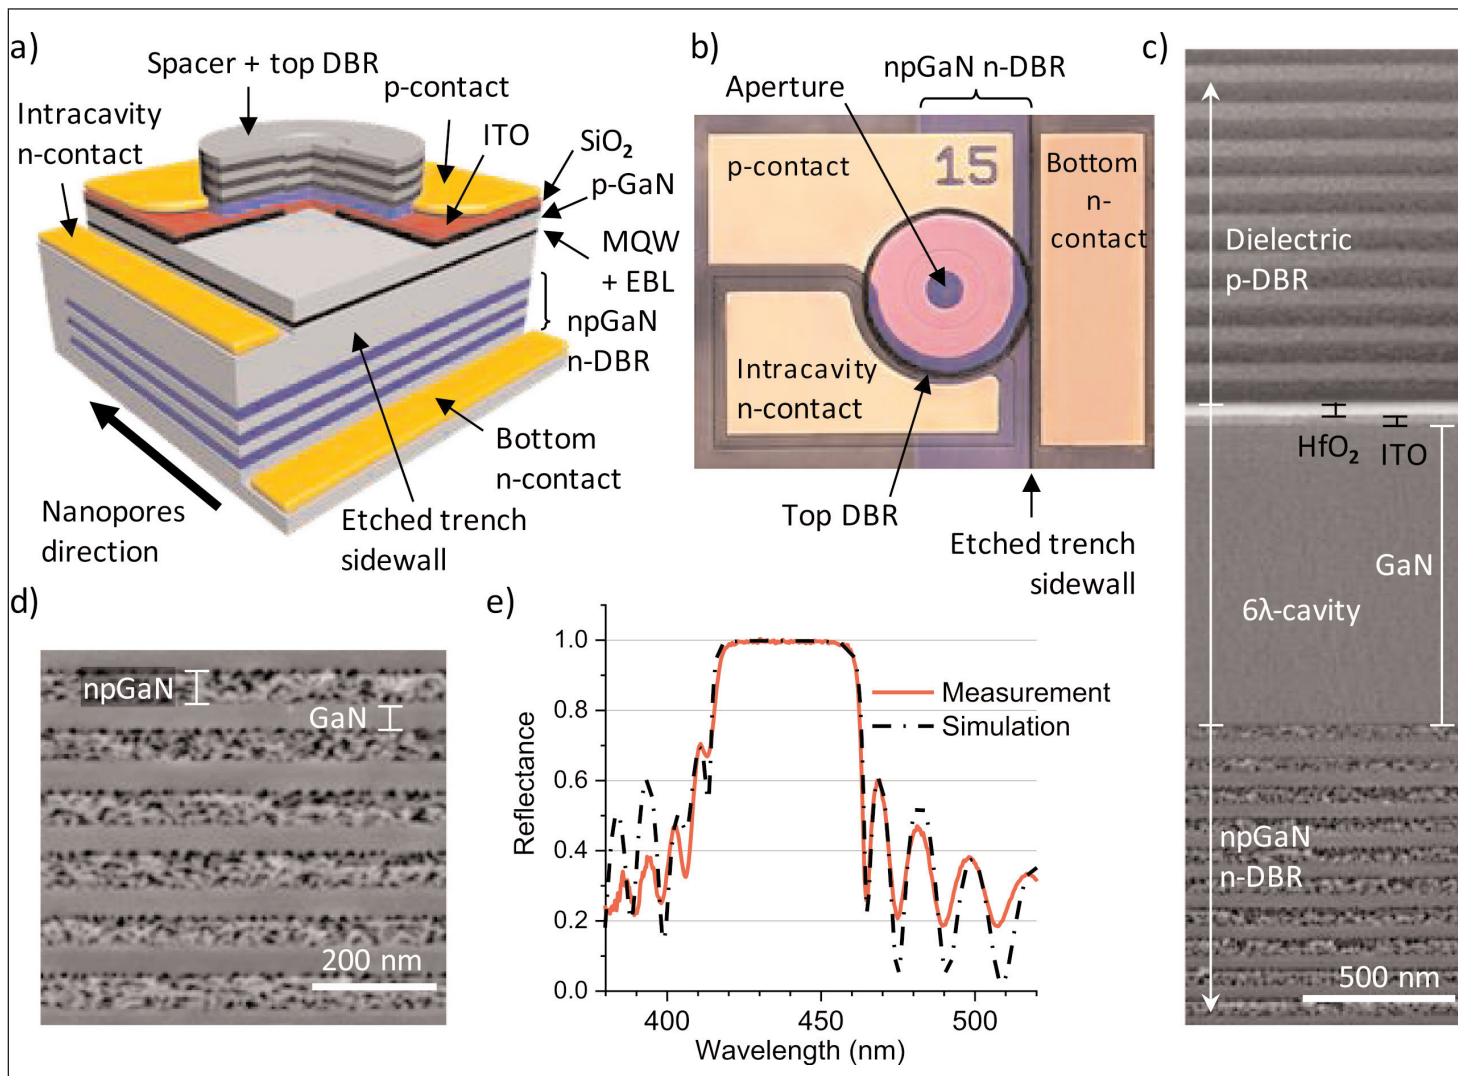 a)
Spacer + top DBR
p-contact
Intracavity
n-contact
ITO
SiO₂
p-GaN
MQW
+ EBL
npGaN
n-DBR
Bottom
n-contact
Nanopores
direction
Etched trench
sidewall
b)
npGaN n-DBR
Aperture
p-contact
15
Bottom
n-
contact
Intracavity
n-contact
Top DBR
Etched trench
sidewall
c)
Dielectric
p-DBR
HfO₂
ITO
GaN
6λ-cavity
npGaN
n-DBR
500 nm
d)
npGaN
GaN
200 nm
e)
1.0
0.8
0.6
0.4
0.2
0.0
Reflectance
Measurement
Simulation
400
450
500
Wavelength (nm)